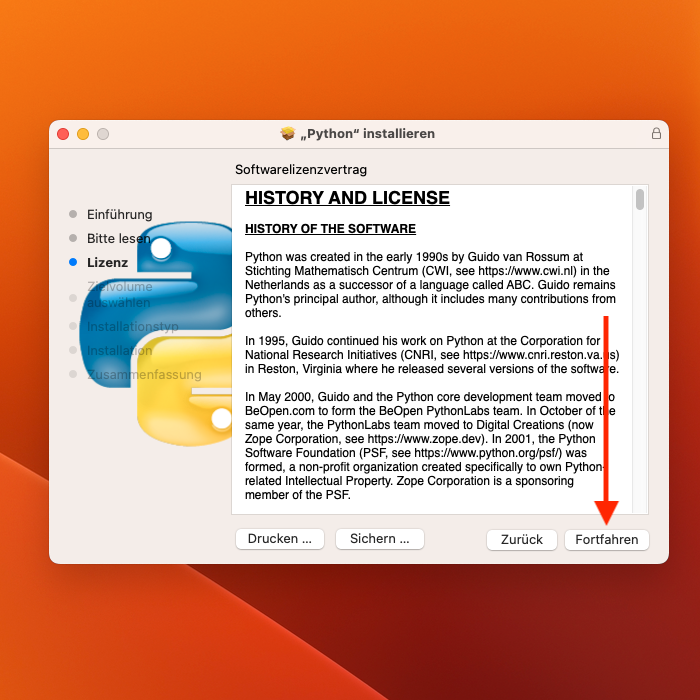 „Python“ installieren
Softwarelizenzvertrag
Einführung
Bitte lesen
Lizenz
Zielvolume
auswählen
Installationstyp
Installation
Zusammenfassung
HISTORY AND LICENSE
HISTORY OF THE SOFTWARE
Python was created in the early 1990s by Guido van Rossum at
Stichting Mathematisch Centrum (CWI, see https://www.cwi.nl) in the
Netherlands as a successor of a language called ABC. Guido remains
Python's principal author, although it includes many contributions from
others.
In 1995, Guido continued his work on Python at the Corporation for
National Research Initiatives (CNRI, see https://www.cnri.reston.va.us)
in Reston, Virginia where he released several versions of the software.
In May 2000, Guido and the Python core development team moved to
BeOpen.com to form the BeOpen PythonLabs team. In October of the
same year, the PythonLabs team moved to Digital Creations (now
Zope Corporation, see https://www.zope.dev). In 2001, the Python
Software Foundation (PSF, see https://www.python.org/psf/) was
formed, a non-profit organization created specifically to own Python-
related Intellectual Property. Zope Corporation is a sponsoring
member of the PSF.
Drucken ...
Sichern ...
Zurück
Fortfahren